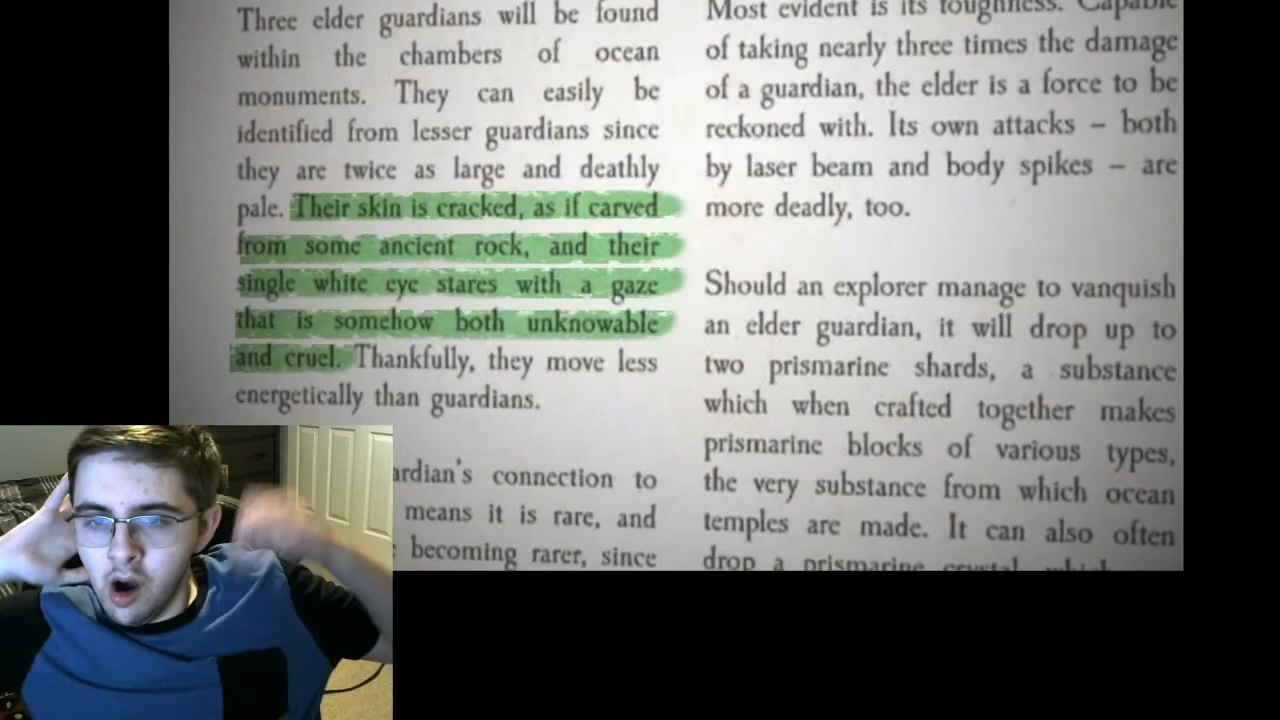 Three elder guardians will be found
within the chambers of ocean
monuments. They can easily be
identified from lesser guardians since
they are twice as large and deathly
pale. Their skin is cracked, as if carved
from some ancient rock, and their
single white eye stares with a gaze
that is somehow both unknowable
and cruel. Thankfully, they move less
energetically than guardians.
ardian's connection to
means it is rare, and
becoming rarer, since
Most evident is its toughness. Capable
of taking nearly three times the damage
of a guardian, the elder is a force to be
reckoned with. Its own attacks – both
by laser beam and body spikes – are
more deadly, too.
Should an explorer manage to vanquish
an elder guardian, it will drop up to
two prismarine shards, a substance
which when crafted together makes
prismarine blocks of various types,
the very substance from which ocean
temples are made. It can also often
drop a prismarine crystal, which